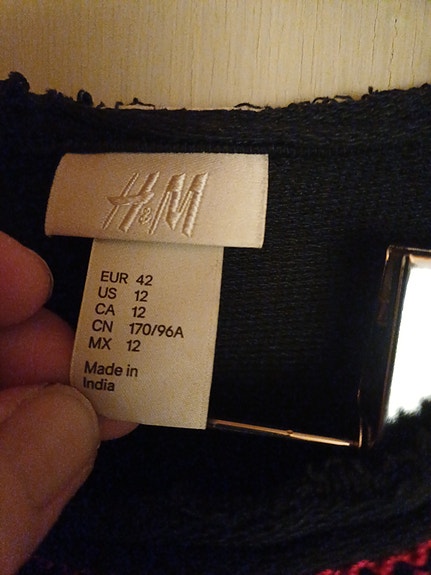 H&M
EUR 42
US 12
CA 12
CN 170/96A
MX 12
Made in
India